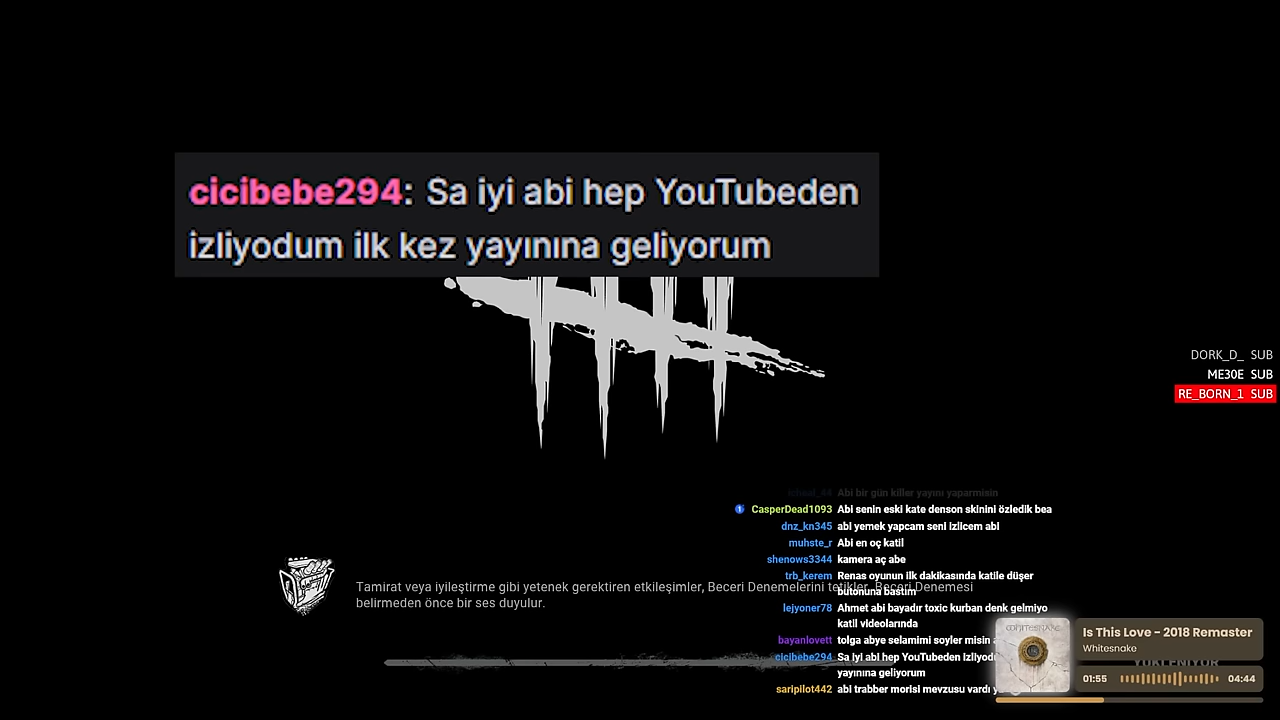 cicibebe294: Sa iyi abi hep YouTubeden
izliyodum ilk kez yayınına geliyorum
DORK_D_ SUB
ME30E SUB
RE_BORN_1 SUB
Abi bir gün killer yayını yaparmisin
1 CasperDead1093 Abi senin eski kate denson skinini özledik bea
dnz_kn345 abi yemek yapcam seni izlicem abi
muhste_r Abi en oç katil
shenows3344 kamera aç abe
trb_kerem Renas oyunun ilk dakikasında katile düşer
butonuna bastım
Tamirat veya iyileştirme gibi yetenek gerektiren etkileşimler, Beceri Denemelerini tetikler. Beceri Denemesi
belirmeden önce bir ses duyulur.
lejyoner78 Ahmet abi bayadır toxic kurban denk gelmiyo
katil videolarında
bayanlovett tolga abye selamimi soyler misin
cicibebe294 Sa iyi abi hep YouTubeden
yayınına geliyorum
saripilot442 abi trabber morisi mevzusu vardı
WHITESNAKE
Is This Love - 2018 Remaster
Whitesnake
YÜKLENİYOR
01:55 04:44